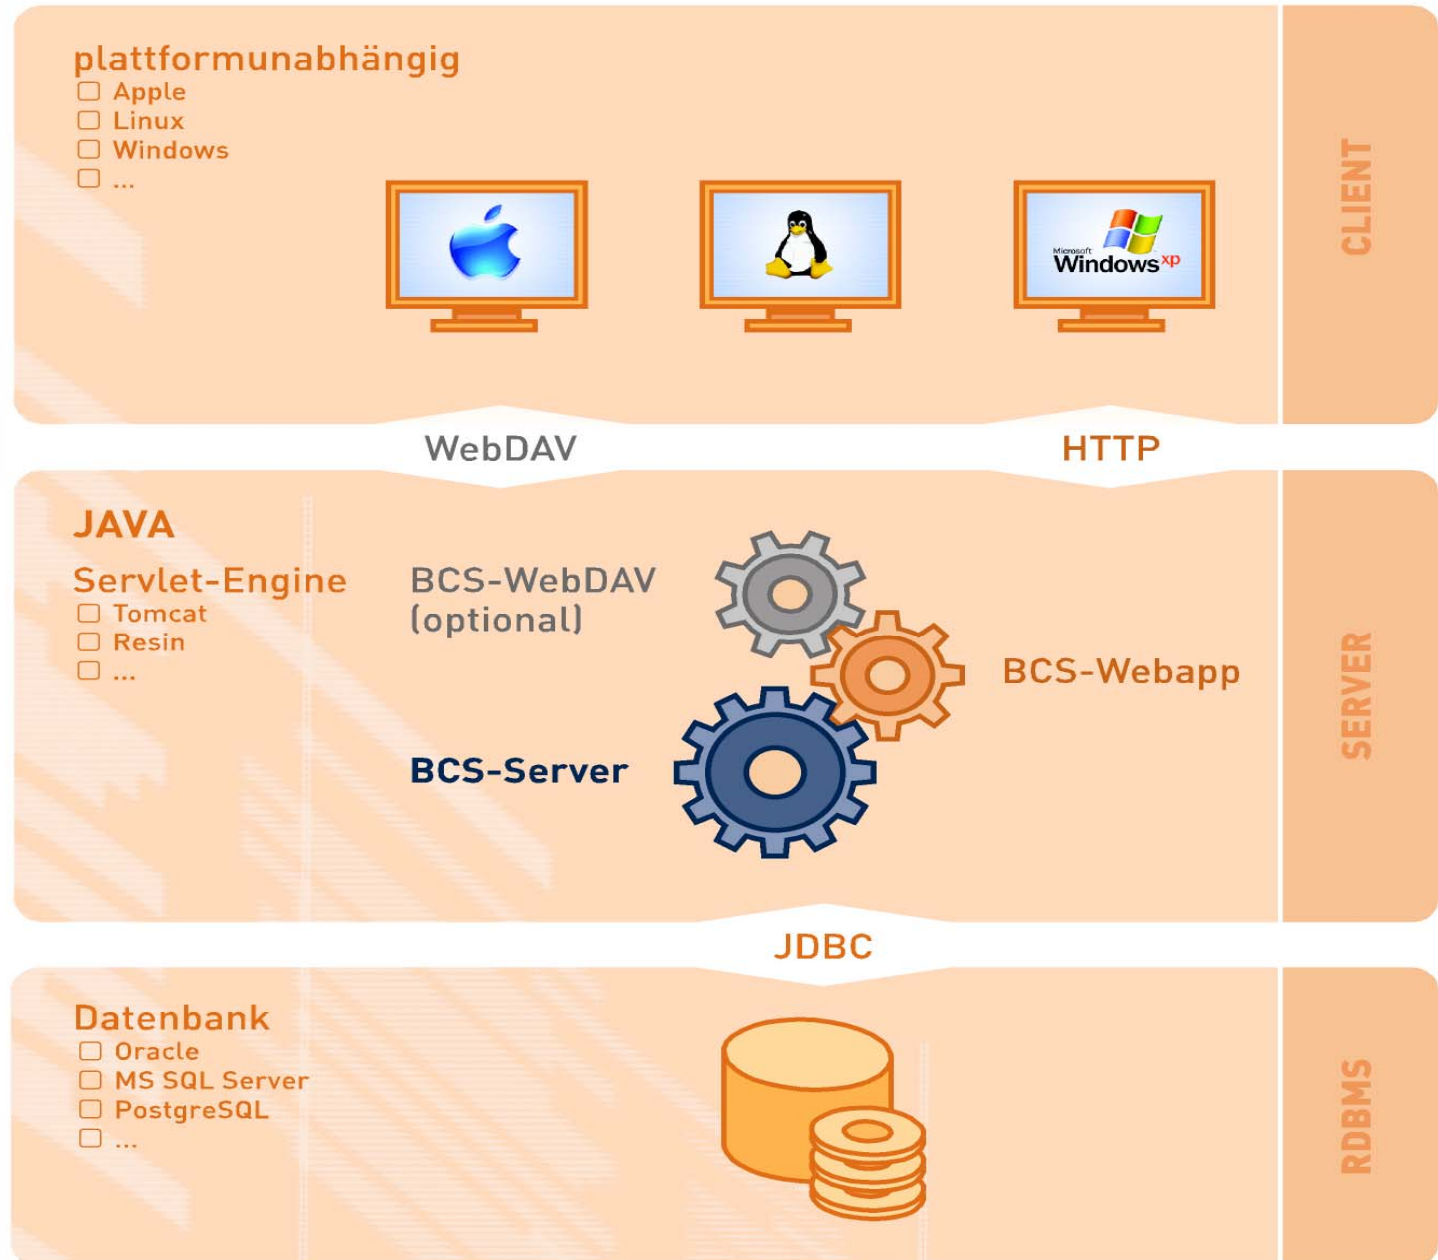 plattformunabhängig
Apple
Linux
Windows
...
Microsoft
Windows xp
CLIENT
WebDAV
HTTP
JAVA
Servlet-Engine
Tomcat
Resin
...
BCS-WebDAV
(optional)
BCS-Webapp
BCS-Server
SERVER
JDBC
Datenbank
Oracle
MS SQL Server
PostgreSQL
...
RDBMS